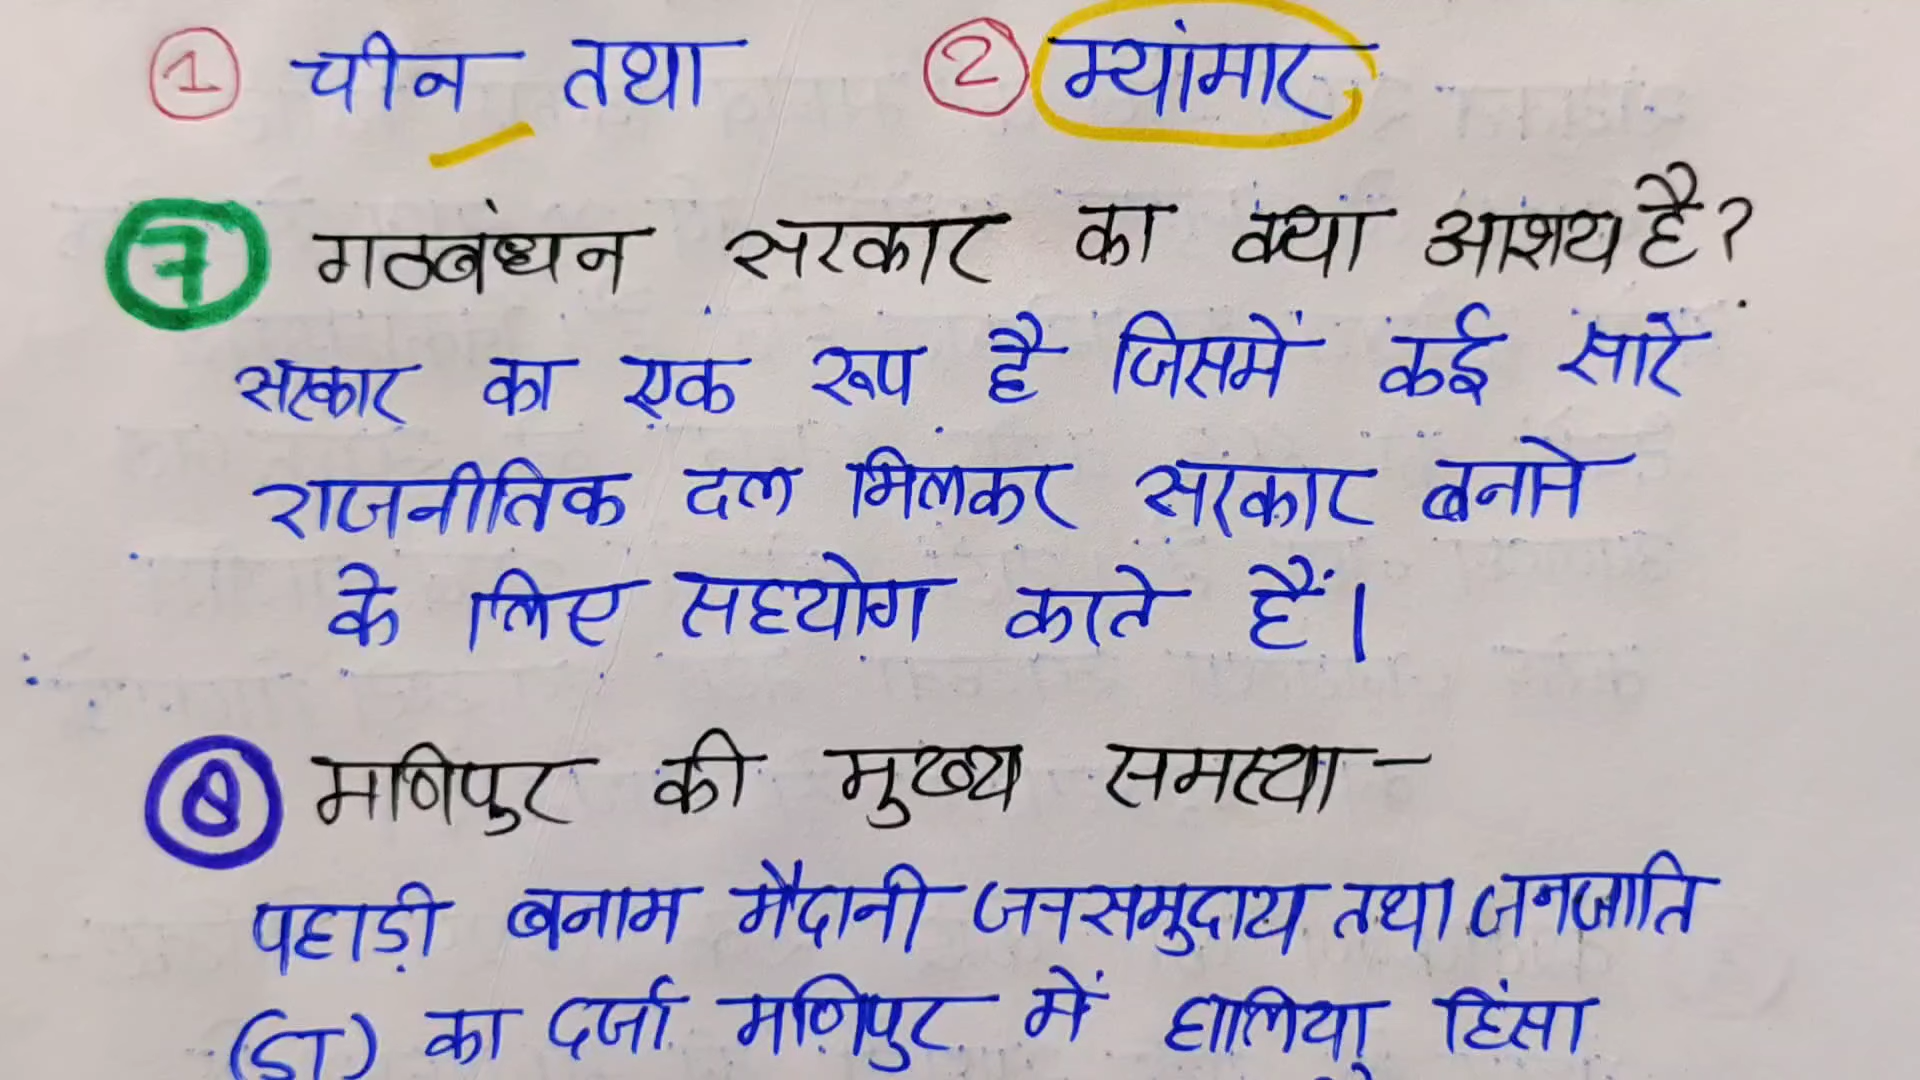 ① चीन तथा ② म्यांमार
⑦ गठबंधन सरकार का क्या आशय है?
सरकार का एक रूप है जिसमें कई सारे
राजनीतिक दल मिलकर सरकार बनाने
के लिए सहयोग करते हैं।
⑧ मणिपुर की मुख्य समस्या -
पहाड़ी बनाम मैदानी जनसमुदाय तथा जनजाति
(ST) का दर्जा मणिपुर में हालिया हिंसा